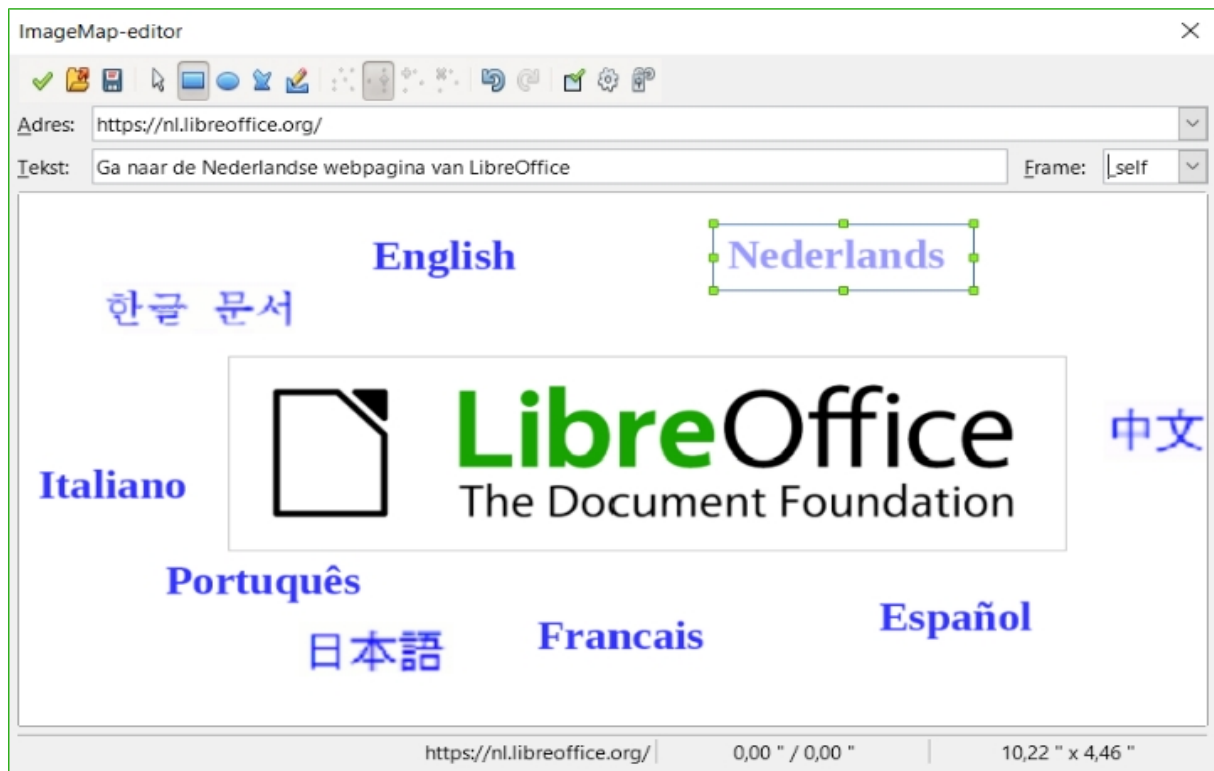 ImageMap-editor
Adres: https://nl.libreoffice.org/
Tekst: Ga naar de Nederlandse webpagina van LibreOffice Frame: _self
English Nederlands
한글 문서
LibreOffice
中文
The Document Foundation
Italiano
Portuquês
Español
Francais
日本語
https://nl.libreoffice.org/ 0,00 " / 0,00 " 10,22 " x 4,46 "